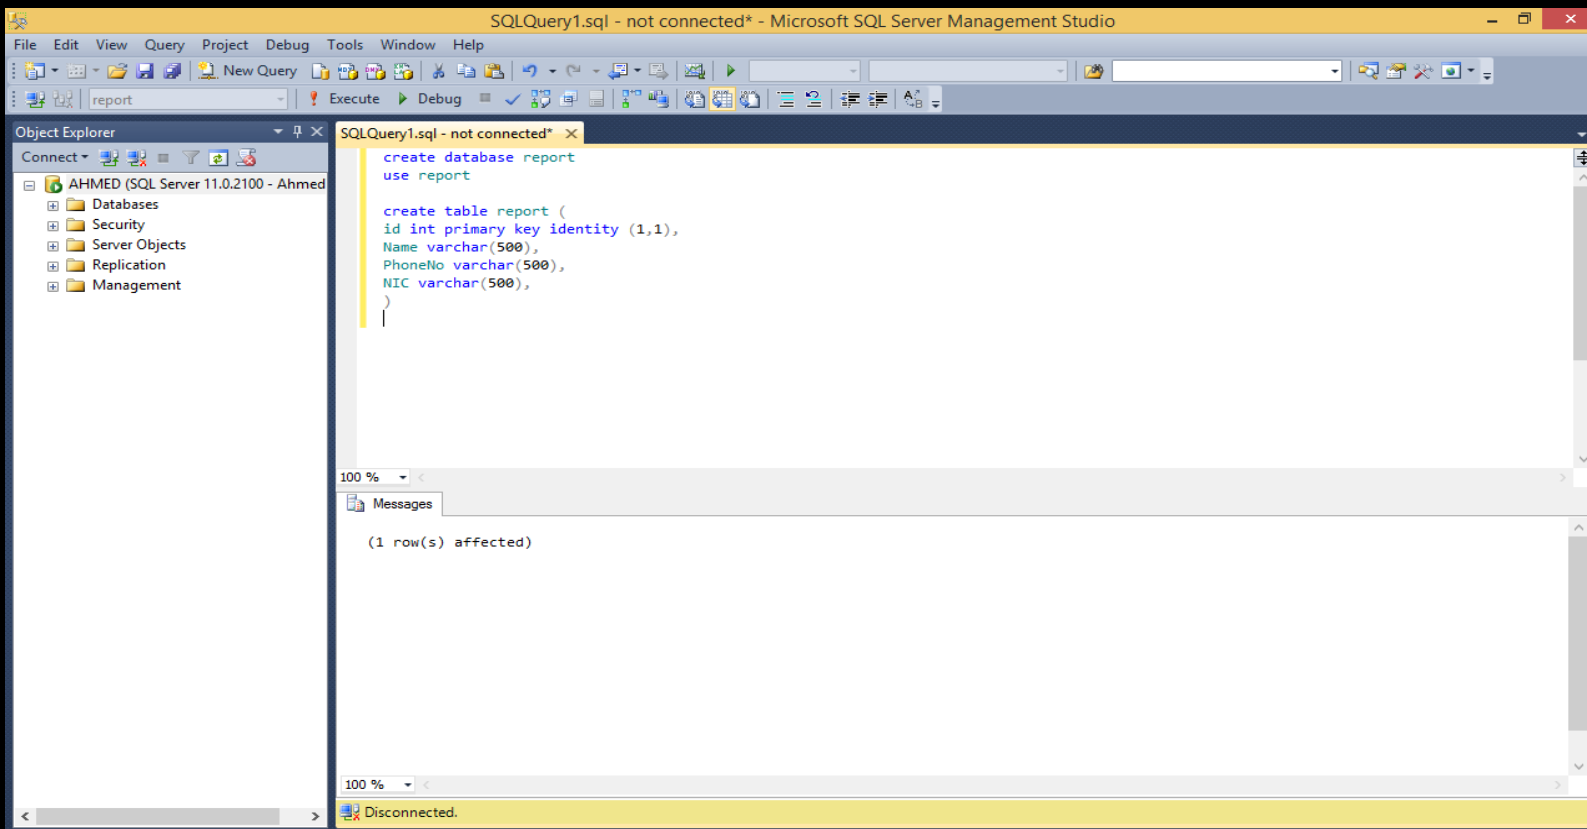 SQLQuery1.sql - not connected* - Microsoft SQL Server Management Studio
File Edit View Query Project Debug Tools Window Help
New Query
report Execute Debug
Object Explorer
Connect
AHMED (SQL Server 11.0.2100 - Ahmed
Databases
Security
Server Objects
Replication
Management
SQLQuery1.sql - not connected*
create database report
use report
create table report (
id int primary key identity (1,1),
Name varchar(500),
PhoneNo varchar(500),
NIC varchar(500),
)
100 %
Messages
(1 row(s) affected)
100 %
Disconnected.